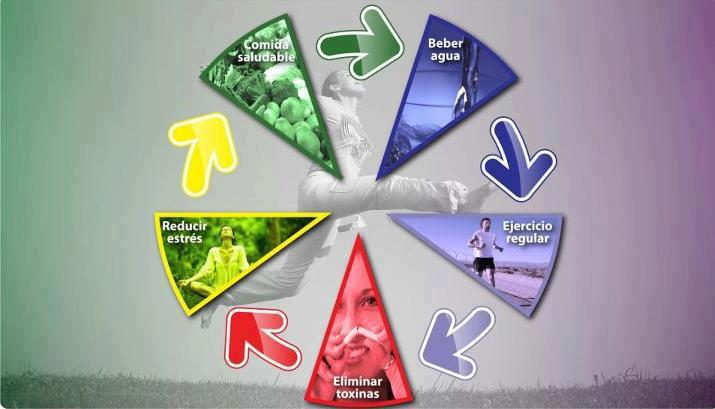 Comida
saludable
Beber
agua
Ejercicio
regular
Eliminar
toxinas
Reducir
estrés